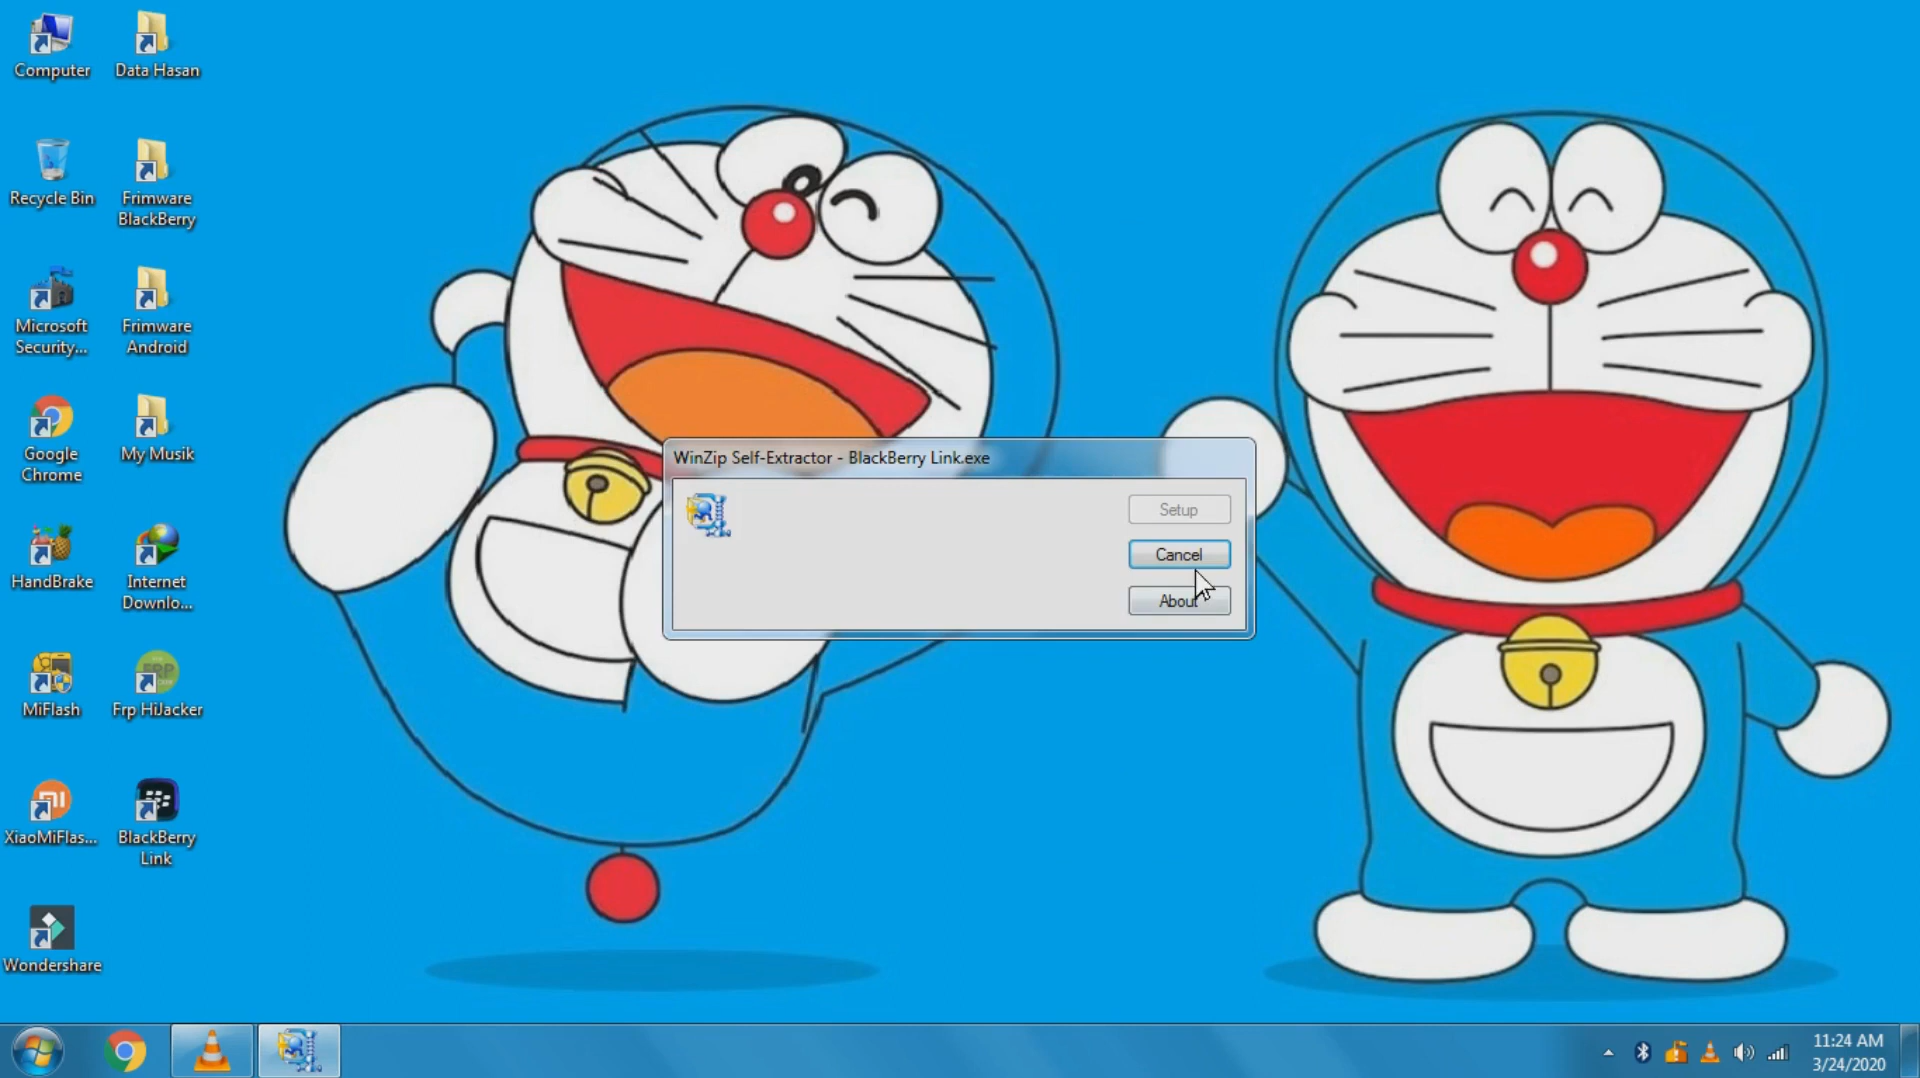 Computer
Data Hasan
Recycle Bin
Frimware
BlackBerry
Microsoft
Security...
Frimware
Android
Google
Chrome
My Musik
HandBrake
Internet
Downlo...
MiFlash
Frp HiJacker
XiaoMiFlas...
BlackBerry
Link
Wondershare
WinZip Self-Extractor - BlackBerry Link.exe
Setup
Cancel
About
11:24 AM
3/24/2020